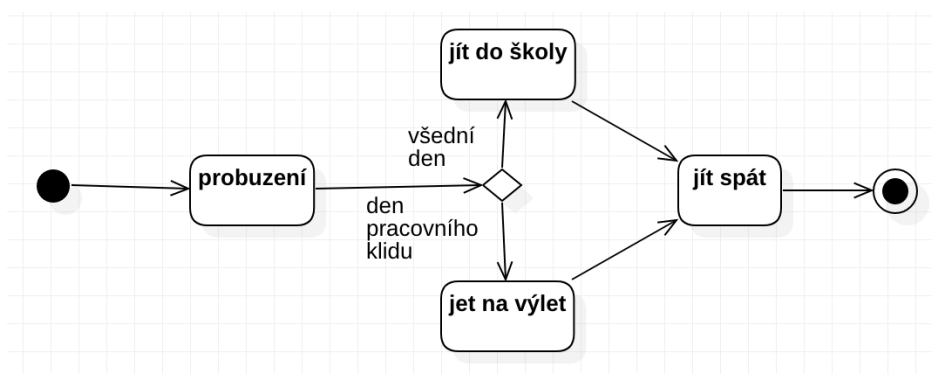 jít do školy
všední
den
probuzení
jít spát
den
pracovního
klidu
jet na výlet